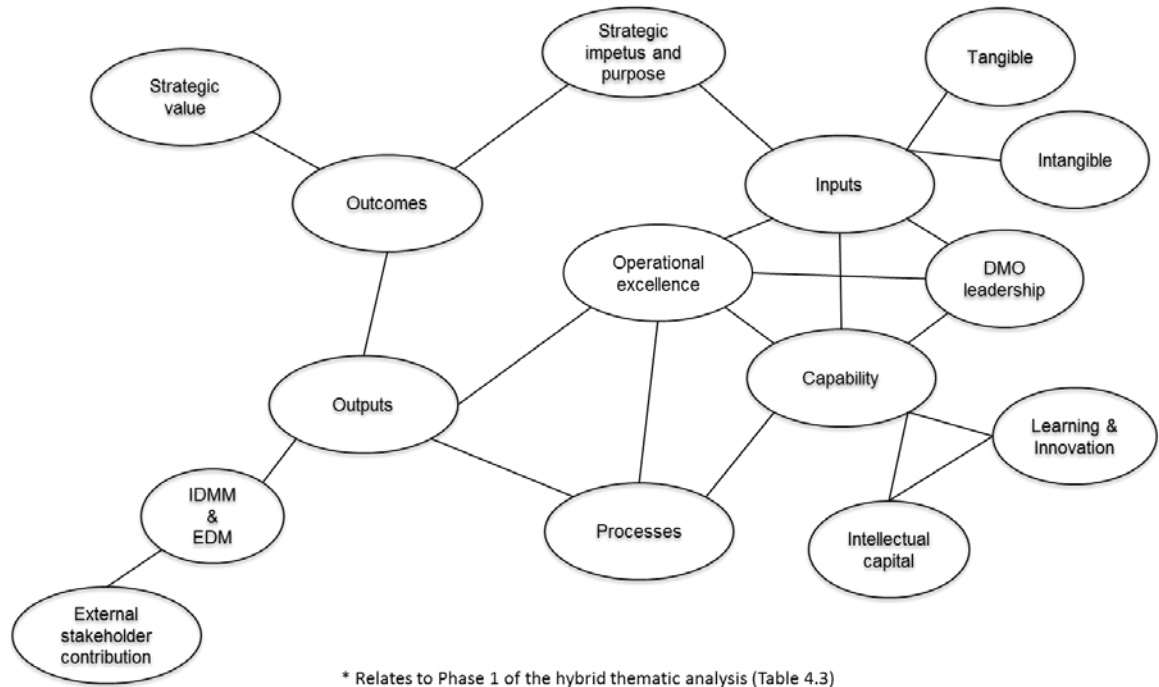 Strategic
impetus and
purpose
Tangible
Strategic
value
Intangible
Inputs
Outcomes
Operational
excellence
DMO
leadership
Capability
Outputs
Learning &
Innovation
IDMM
&
EDM
Processes
Intellectual
capital
External
stakeholder
contribution
* Relates to Phase 1 of the hybrid thematic analysis (Table 4.3)